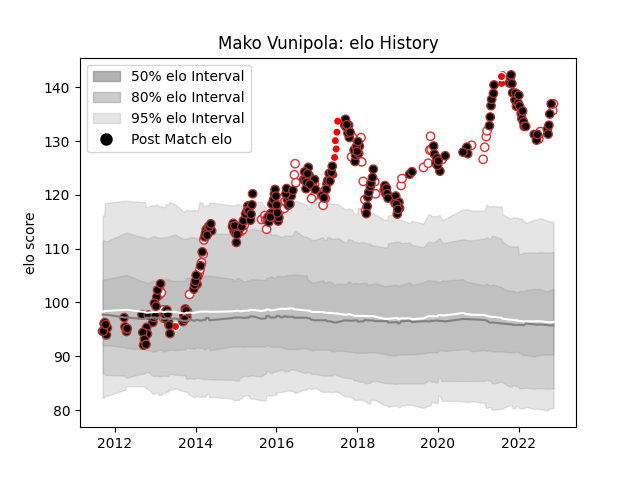 Mako Vunipola: elo History
50% elo Interval
80% elo Interval
95% elo Interval
Post Match elo
elo score
140
130
120
110
100
90
80
2012 2014 2016 2018 2020 2022